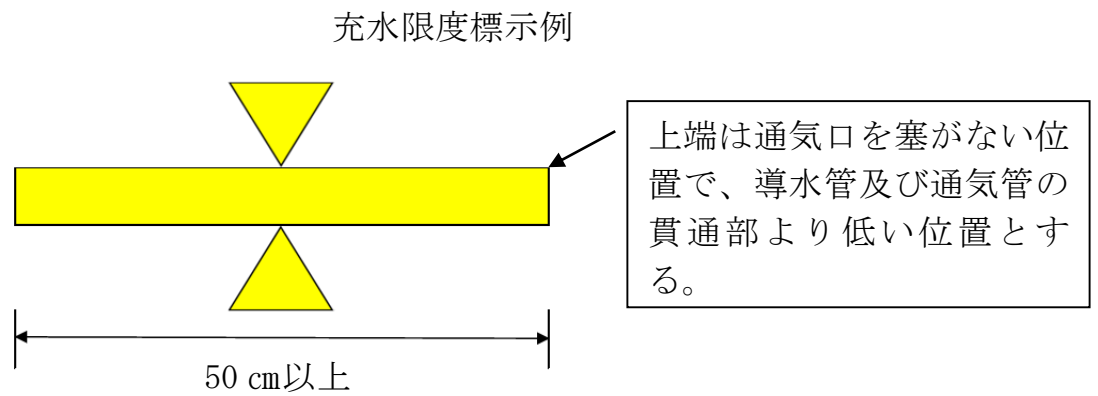 充水限度標示例
上端は通気口を塞がない位
置で、導水管及び通気管の
貫通部より低い位置とす
る。
50 ㎝以上